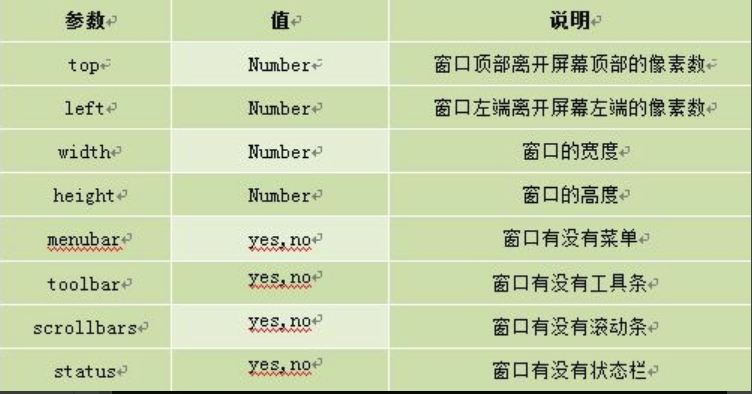 参数 值 说明
top Number 窗口顶部离开屏幕顶部的像素数
left Number 窗口左端离开屏幕左端的像素数
width Number 窗口的宽度
height Number 窗口的高度
menubar yes,no 窗口有没有菜单
toolbar yes,no 窗口有没有工具条
scrollbars yes,no 窗口有没有滚动条
status yes,no 窗口有没有状态栏